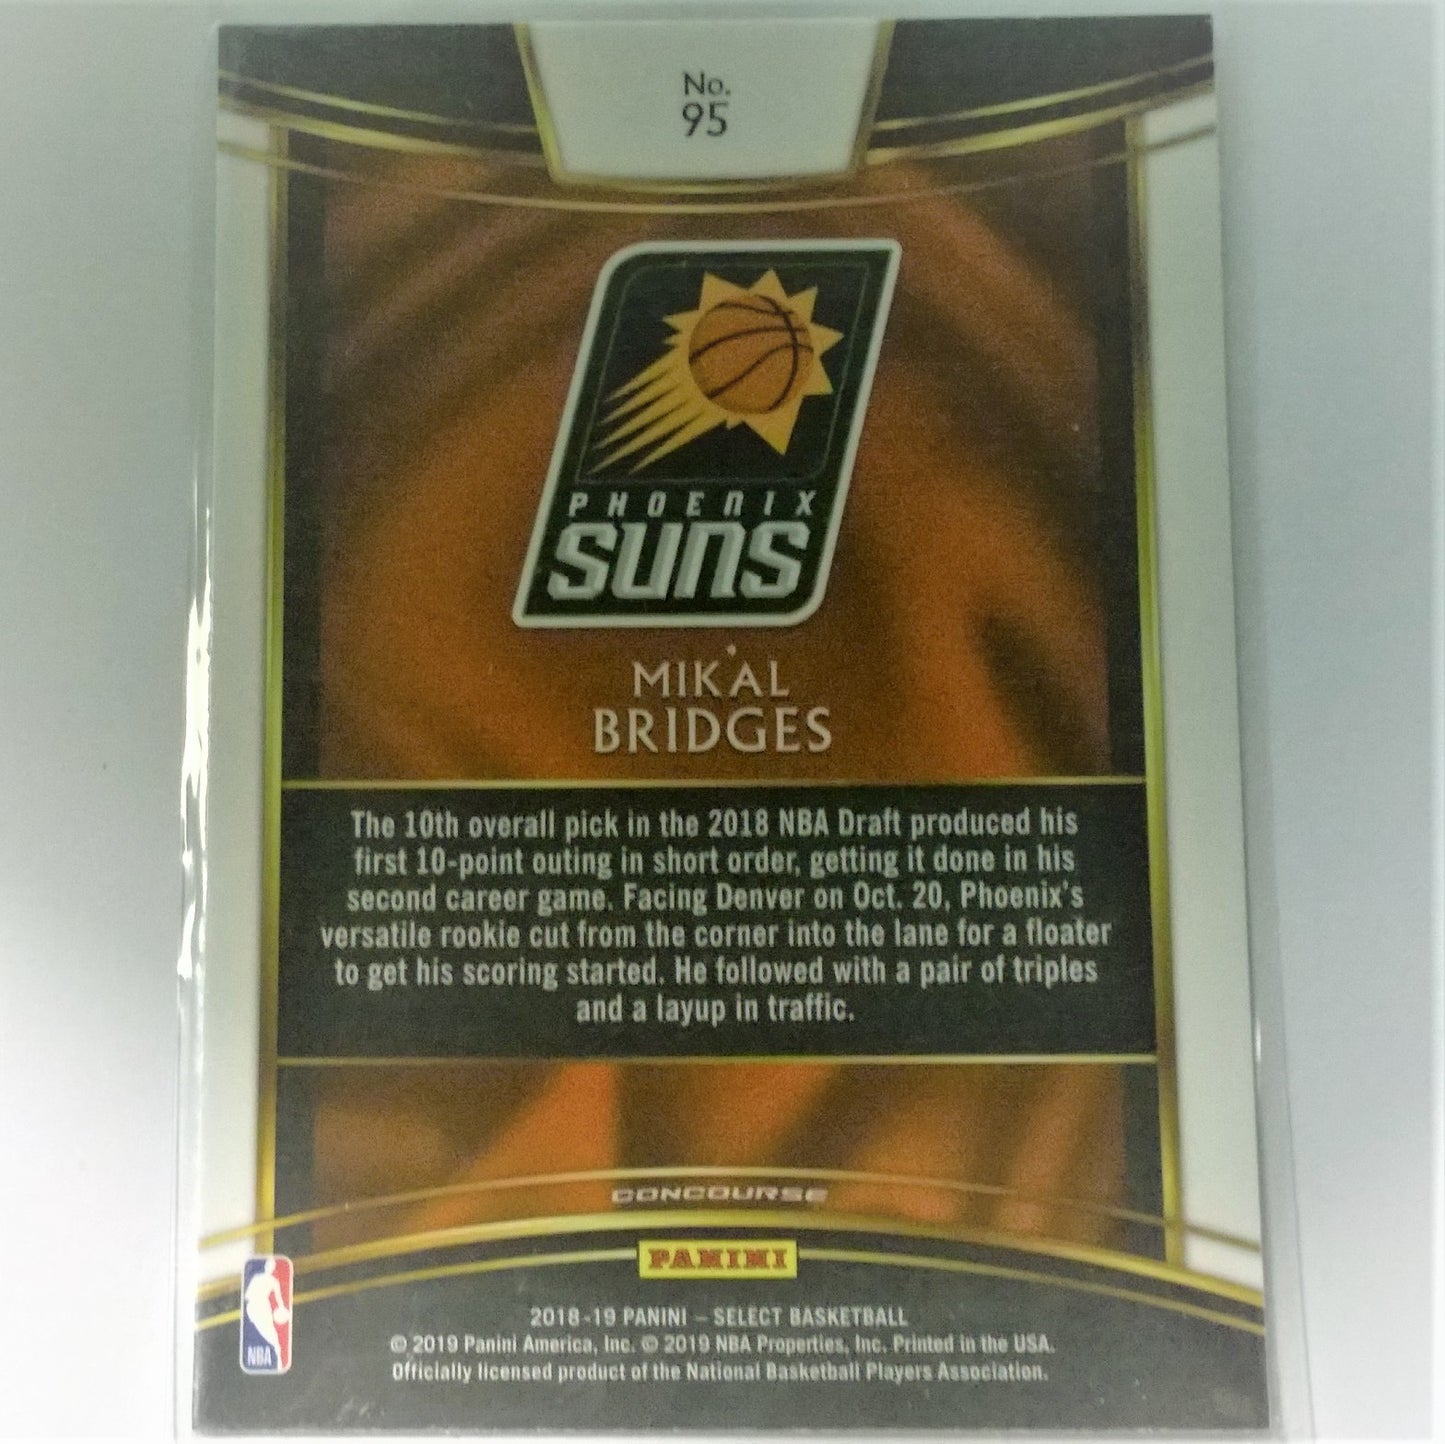 No.
95
PHOENIX
SUNS
MIKAL
BRIDGES
The 10th overall pick in the 2018 NBA Draft produced his
first 10-point outing in short order, getting it done in his
second career game. Facing Denver on Oct. 20, Phoenix's
versatile rookie cut from the corner into the lane for a floater
to get his scoring started. He followed with a pair of triples
and a layup in traffic.
CONCOURSE
PANINI
NBA
2018-19 PANINI – SELECT BASKETBALL
© 2019 Panini America, Inc. © 2019 NBA Properties, Inc. Printed in the USA.
Officially licensed product of the National Basketball Players Association.